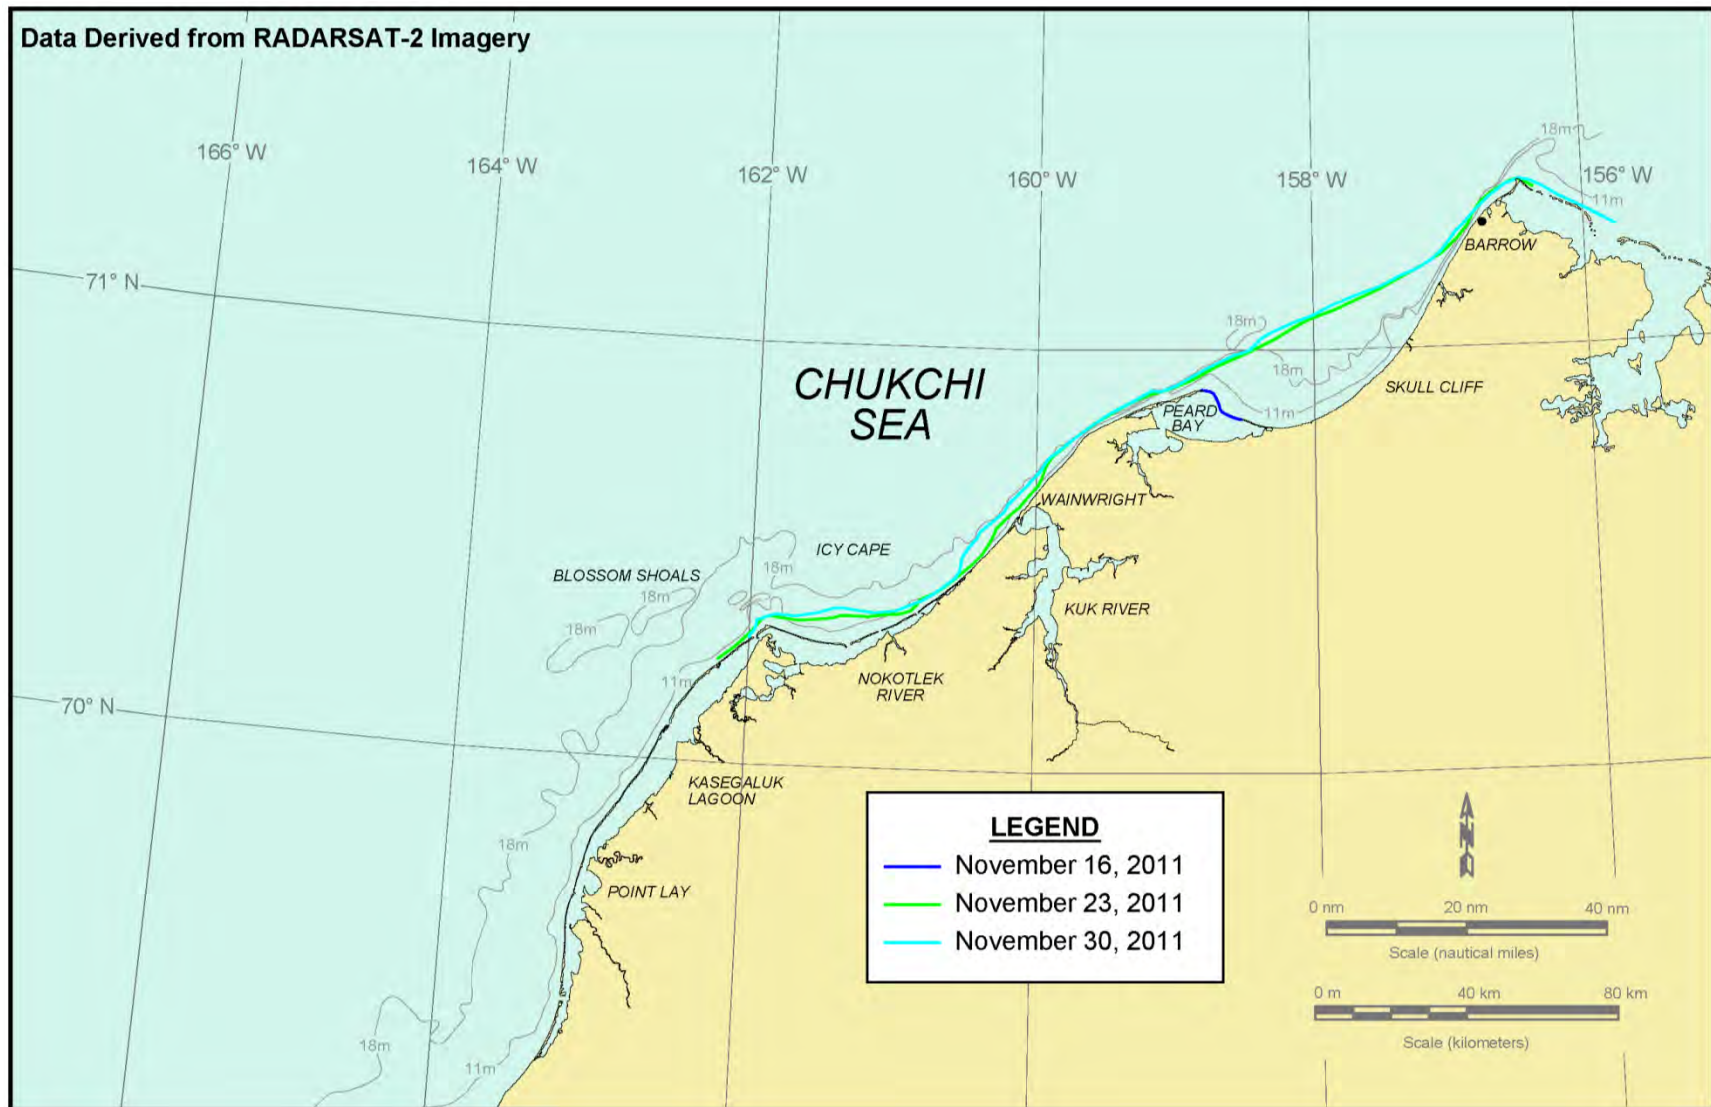 Data Derived from RADARSAT-2 Imagery
18m
166° W
164° W
162° W
160° W
158° W
156° W
11m
BARROW
71° N
18m
CHUKCHI
SEA
18m
SKULL CLIFF
11m
PEARD
BAY
WAINWRIGHT
ICY CAPE
18m
BLOSSOM SHOALS
18m
18m
KUK RIVER
11m
NOKOTLEK
RIVER
70° N
KASEGALUK
LAGOON
18m
POINT LAY
LEGEND
November 16, 2011
November 23, 2011
November 30, 2011
N
0 nm 20 nm 40 nm
Scale (nautical miles)
0 m 40 km 80 km
Scale (kilometers)
18m
11m